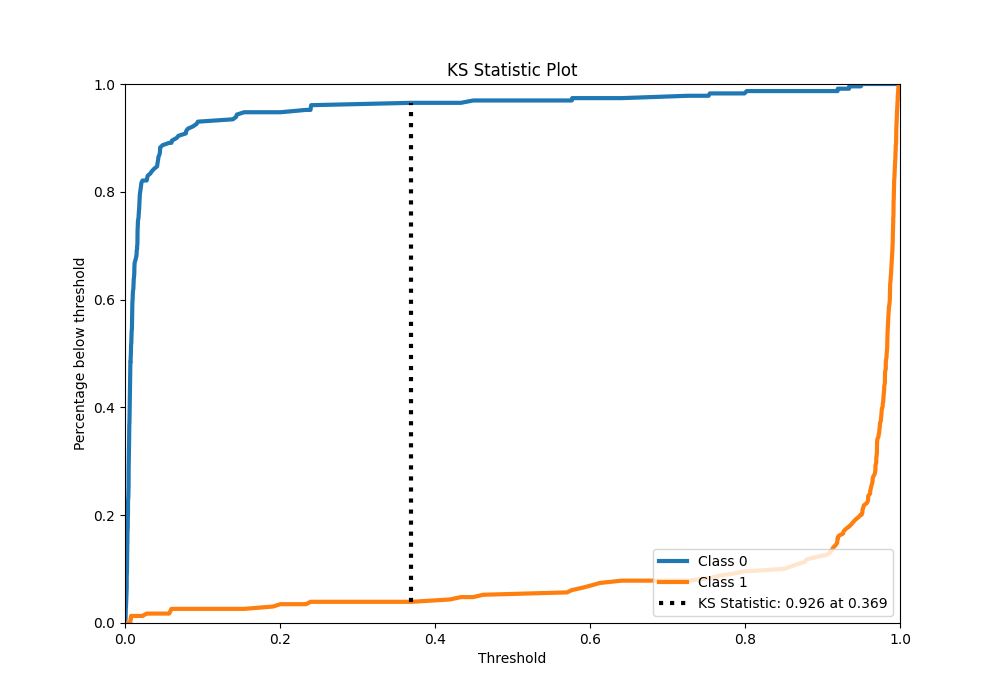 KS Statistic Plot
1.0
0.8
0.6
0.4
0.2
0.0
Percentage below threshold
Class 0
Class 1
KS Statistic: 0.926 at 0.369
0.0 0.2 0.4 0.6 0.8 1.0
Threshold